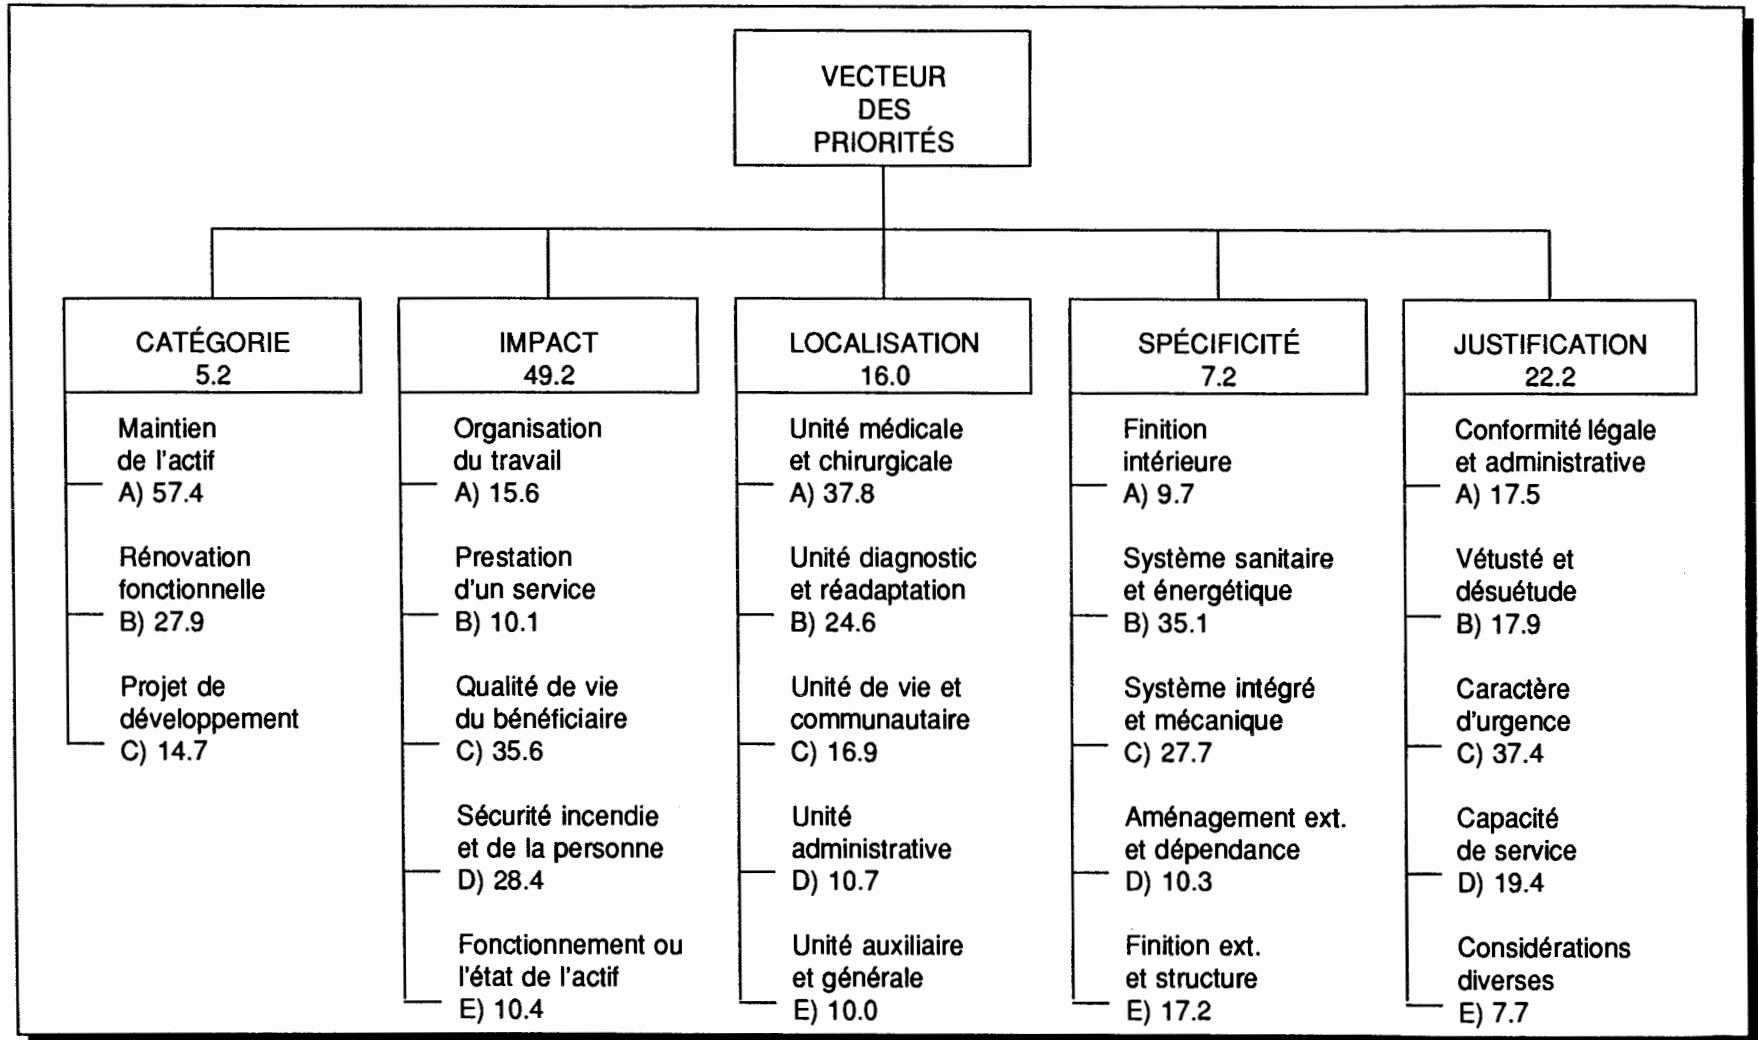 VECTEUR
DES
PRIORITÉS
CATÉGORIE
5.2
Maintien
de l'actif
A) 57.4
Rénovation
fonctionnelle
B) 27.9
Projet de
développement
C) 14.7
IMPACT
49.2
Organisation
du travail
A) 15.6
Prestation
d'un service
B) 10.1
Qualité de vie
du bénéficiaire
C) 35.6
Sécurité incendie
et de la personne
D) 28.4
Fonctionnement ou
l'état de l'actif
E) 10.4
LOCALISATION
16.0
Unité médicale
et chirurgicale
A) 37.8
Unité diagnostic
et réadaptation
B) 24.6
Unité de vie et
communautaire
C) 16.9
Unité
administrative
D) 10.7
Unité auxiliaire
et générale
E) 10.0
SPÉCIFICITÉ
7.2
Finition
intérieure
A) 9.7
Système sanitaire
et énergétique
B) 35.1
Système intégré
et mécanique
C) 27.7
Aménagement ext.
et dépendance
D) 10.3
Finition ext.
et structure
E) 17.2
JUSTIFICATION
22.2
Conformité légale
et administrative
A) 17.5
Vétusté et
désuétude
B) 17.9
Caractère
d'urgence
C) 37.4
Capacité
de service
D) 19.4
Considérations
diverses
E) 7.7